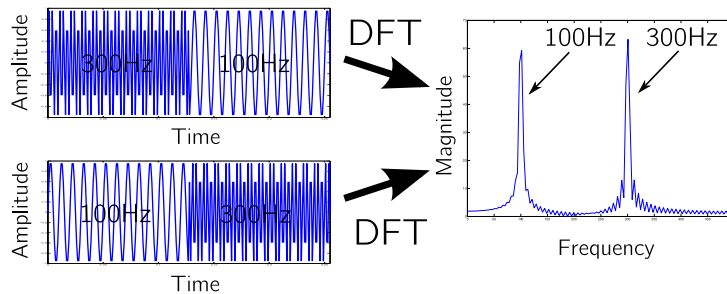 Amplitude
300Hz
100Hz
Time
DFT
Amplitude
100Hz
300Hz
Time
DFT
Magnitude
100Hz
300Hz
Frequency